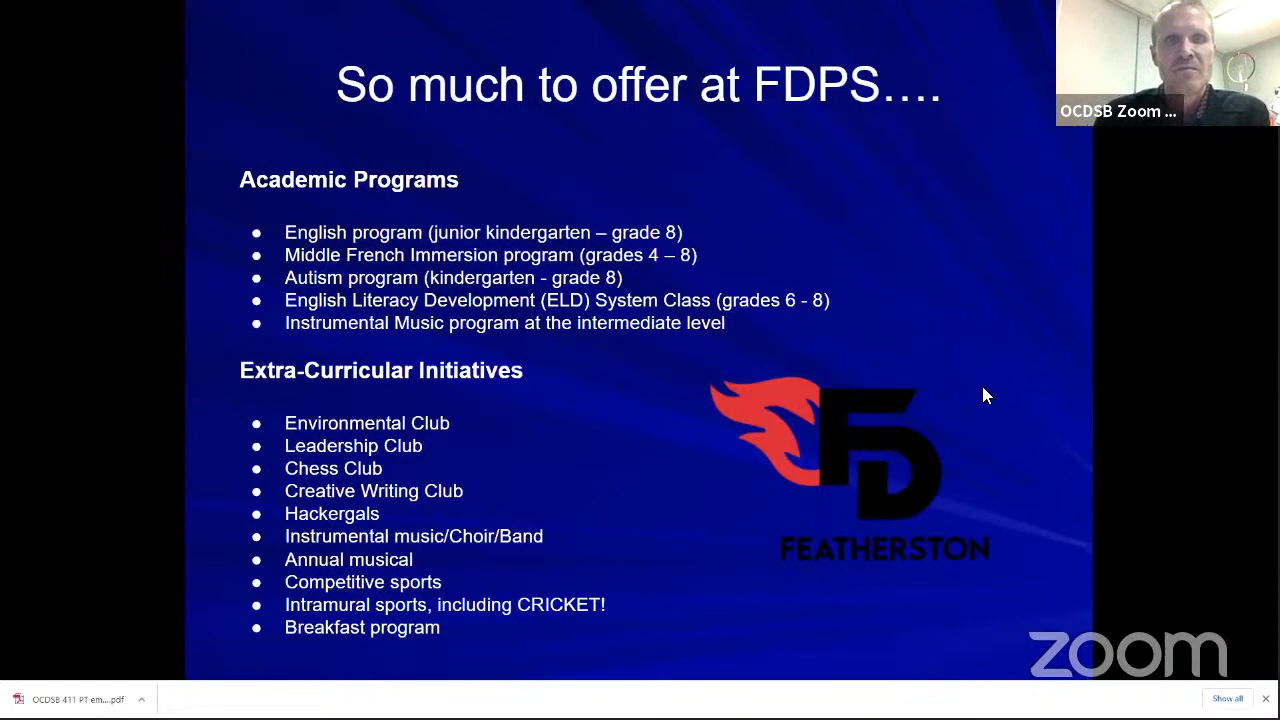 So much to offer at FDPS….
OCDSB Zoom ...
Academic Programs
● English program (junior kindergarten – grade 8)
● Middle French Immersion program (grades 4 – 8)
● Autism program (kindergarten - grade 8)
● English Literacy Development (ELD) System Class (grades 6 - 8)
● Instrumental Music program at the intermediate level
Extra-Curricular Initiatives
● Environmental Club
● Leadership Club
● Chess Club
● Creative Writing Club
● Hackergals
● Instrumental music/Choir/Band
● Annual musical
● Competitive sports
● Intramural sports, including CRICKET!
● Breakfast program
FD
FEATHERSTON
zoom
OCDSB 411 PT em....pdf
Show all